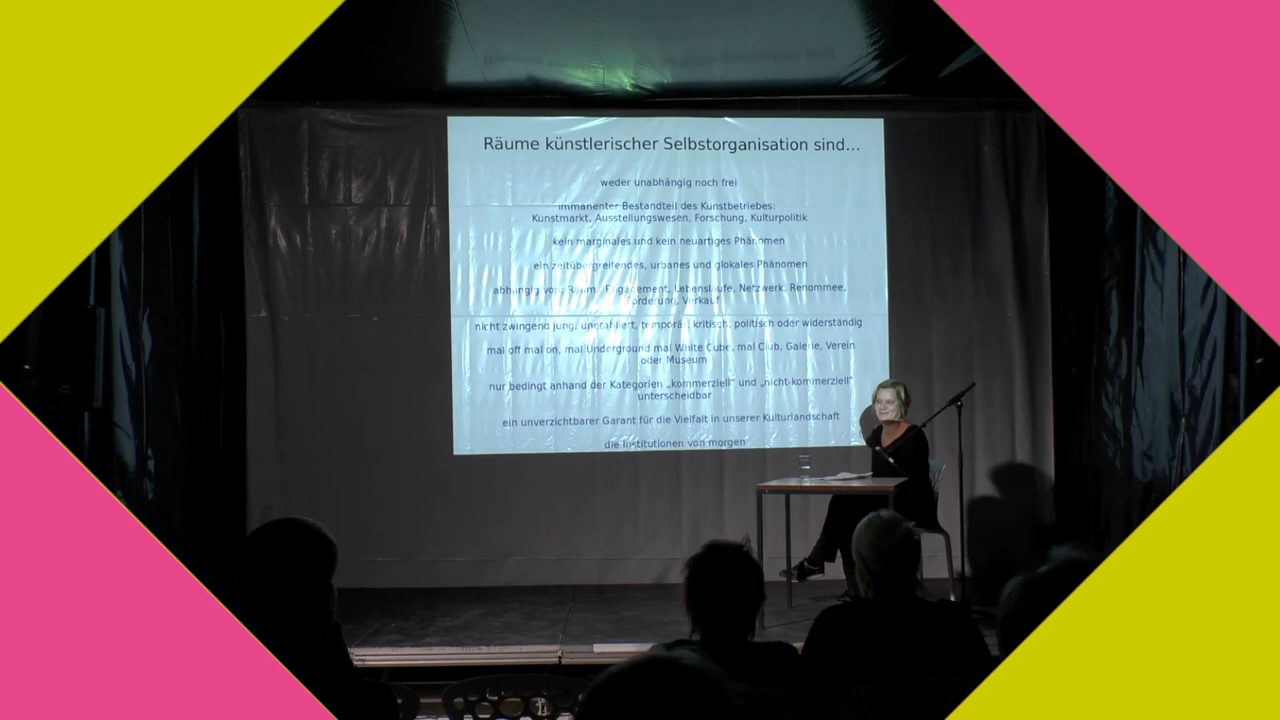 Räume künstlerischer Selbstorganisation sind...
weder unabhängig noch frei
immanenter Bestandteil des Kunstbetriebes:
Kunstmarkt, Ausstellungswesen, Forschung, Kulturpolitik
kein marginales und kein neuartiges Phänomen
ein zeitübergreifendes, urbanes und glokales Phänomen
abhängig von: Raum, Engagement, Lebensläufe, Netzwerk, Renommee,
Förderung, Verkauf
nicht zwingend jung, unetabliert, temporär, kritisch, politisch oder widerständig
mal off mal on, mal Underground mal White Cube, mal Club, Galerie, Verein
oder Museum
nur bedingt anhand der Kategorien „kommerziell" und „nicht-kommerziell"
unterscheidbar
ein unverzichtbarer Garant für die Vielfalt in unserer Kulturlandschaft
die Institutionen von morgen